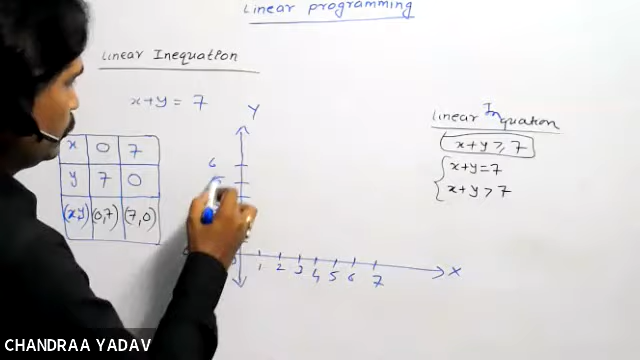 Linear programming
Linear Inequation
x+y = 7
x 0 7
y 7 0
(x,y) (0,7) (7,0)
Y
6
5
1 2 3 4 5 6 7
X
Linear Inquation
x+y ⩾ 7
x+y=7
x+y > 7
CHANDRAA YADAV